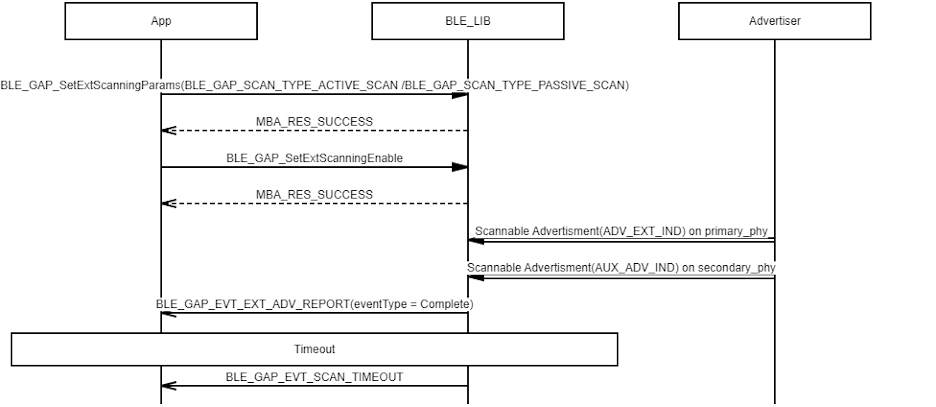 App
BLE_LIB
Advertiser
BLE_GAP_SetExtScanningParams(BLE_GAP_SCAN_TYPE_ACTIVE_SCAN /BLE_GAP_SCAN_TYPE_PASSIVE_SCAN)
MBA_RES_SUCCESS
BLE_GAP_SetExtScanningEnable
MBA_RES_SUCCESS
Scannable Advertisment(ADV_EXT_IND) on primary_phy
Scannable Advertisment(AUX_ADV_IND) on secondary_phy
BLE_GAP_EVT_EXT_ADV_REPORT(eventType = Complete)
Timeout
BLE_GAP_EVT_SCAN_TIMEOUT